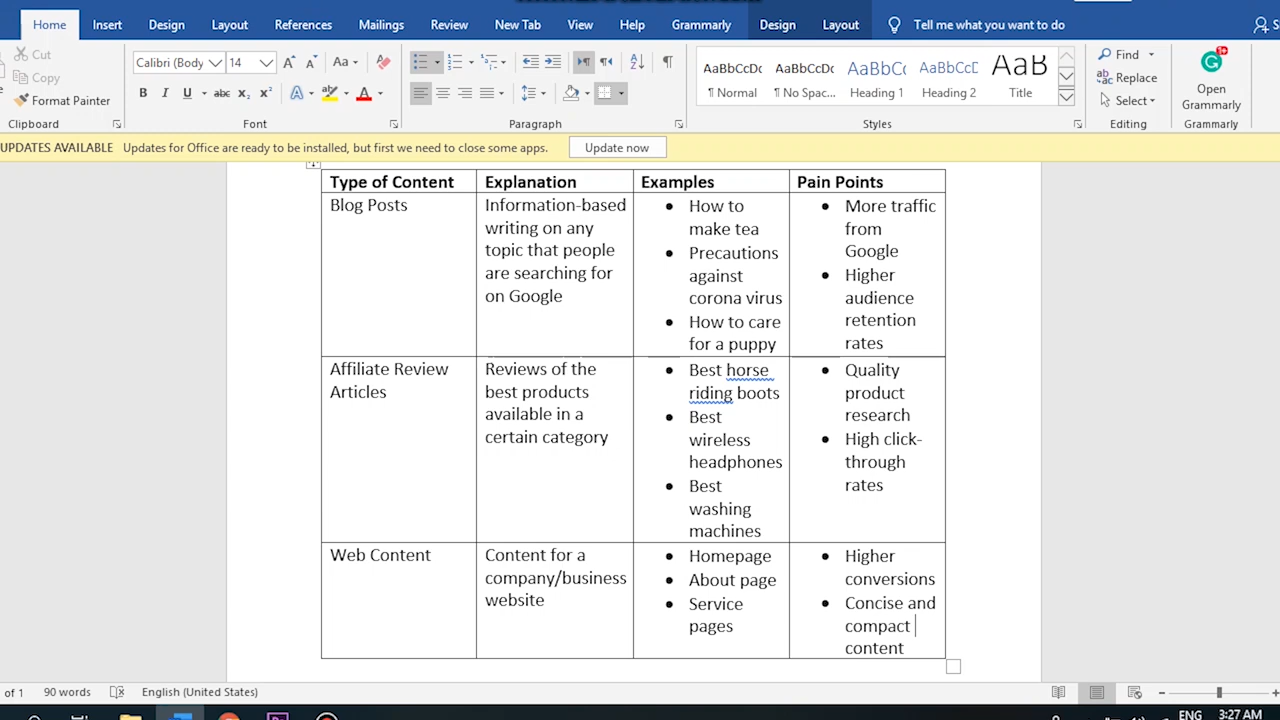 Home Insert Design Layout References Mailings Review New Tab View Help Grammarly Design Layout Tell me what you want to do
Cut
Copy
Format Painter
Clipboard
Calibri (Body 14
Font
Paragraph
AaBbCcDc AaBbCcDc AaBbCc AaBbCcD AaB
¶ Normal ¶ No Spac... Heading 1 Heading 2 Title
Styles
Find
Replace
Select
Editing
Open
Grammarly
Grammarly
UPDATES AVAILABLE Updates for Office are ready to be installed, but first we need to close some apps. Update now
Type of Content Explanation Examples Pain Points
Blog Posts
Information-based
writing on any
topic that people
are searching for
on Google
• How to
make tea
• Precautions
against
corona virus
• How to care
for a puppy
• More traffic
from
Google
• Higher
audience
retention
rates
Affiliate Review
Articles
Reviews of the
best products
available in a
certain category
• Best horse
riding boots
• Best
wireless
headphones
• Best
washing
machines
• Quality
product
research
• High click-
through
rates
Web Content
Content for a
company/business
website
• Homepage
• About page
• Service
pages
• Higher
conversions
• Concise and
compact
content
of 1 90 words English (United States)
ENG 3:27 AM